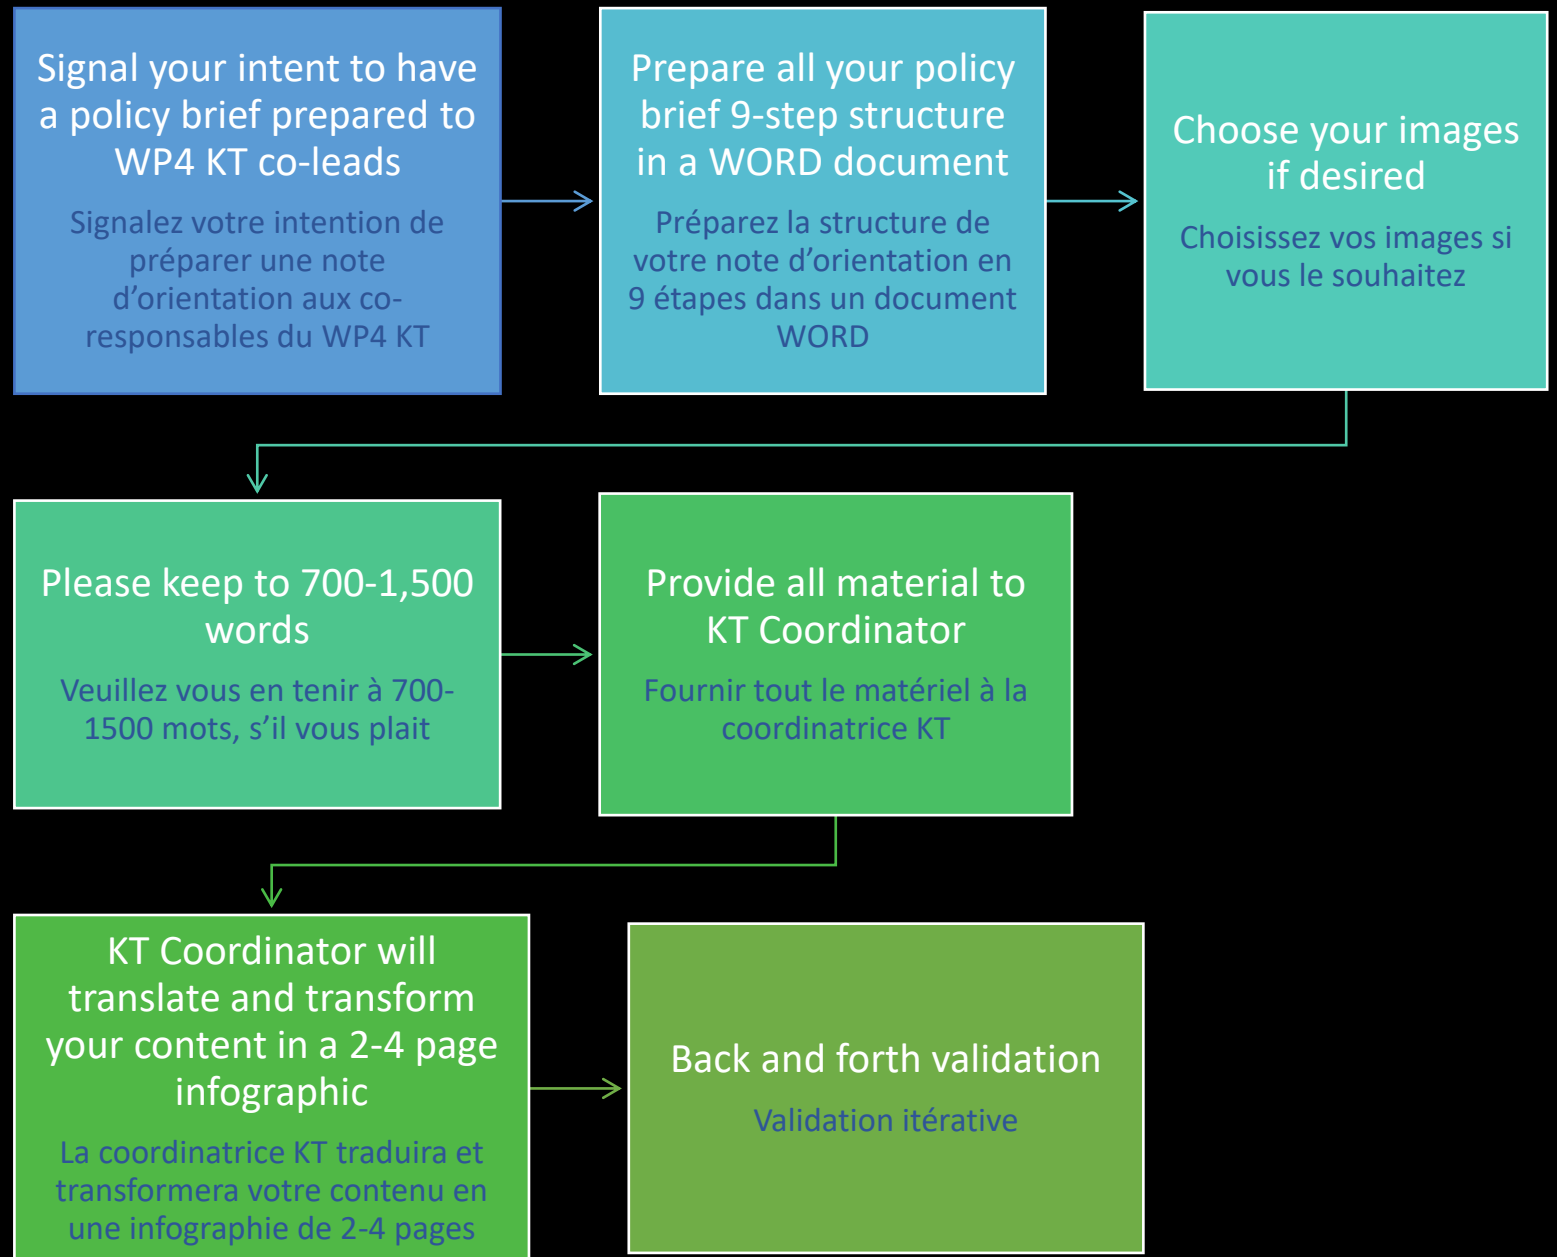 Signal your intent to have
a policy brief prepared to
WP4 KT co-leads
Signalez votre intention de
préparer une note
d'orientation aux co-
responsables du WP4 KT
Prepare all your policy
brief 9-step structure
in a WORD document
Préparez la structure de
votre note d’orientation en
9 étapes dans un document
WORD
Choose your images
if desired
Choisissez vos images si
vous le souhaitez
Please keep to 700-1,500
words
Veuillez vous en tenir à 700-
1500 mots, s’il vous plait
Provide all material to
KT Coordinator
Fournir tout le matériel à la
coordinatrice KT
KT Coordinator will
translate and transform
your content in a 2-4 page
infographic
La coordinatrice KT traduira et
transformera votre contenu en
une infographie de 2-4 pages
Back and forth validation
Validation itérative